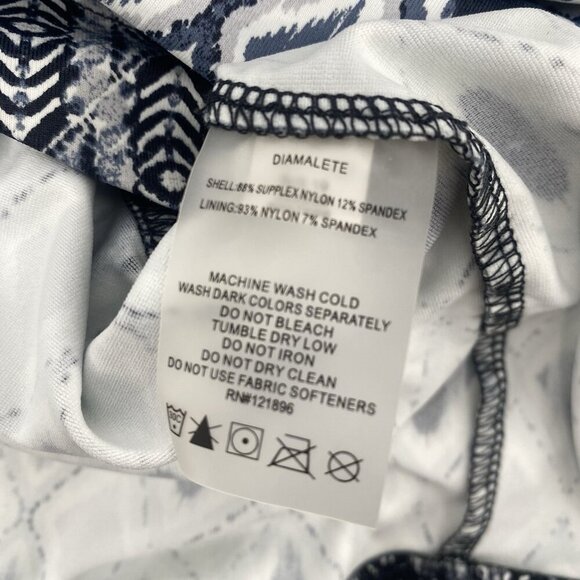 DIAMALETE
SHELL:88% SUPPLEX NYLON 12% SPANDEX
LINING:93% NYLON 7% SPANDEX
MACHINE WASH COLD
WASH DARK COLORS SEPARATELY
DO NOT BLEACH
TUMBLE DRY LOW
DO NOT IRON
DO NOT DRY CLEAN
DO NOT USE FABRIC SOFTENERS
RN#121896
30C